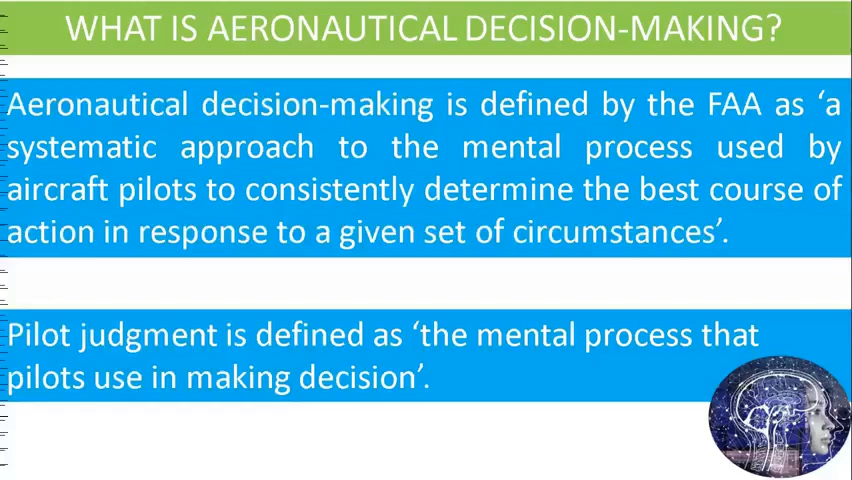 WHAT IS AERONAUTICAL DECISION-MAKING?
Aeronautical decision-making is defined by the FAA as ‘a
systematic approach to the mental process used by
aircraft pilots to consistently determine the best course of
action in response to a given set of circumstances’.
Pilot judgment is defined as ‘the mental process that
pilots use in making decision’.